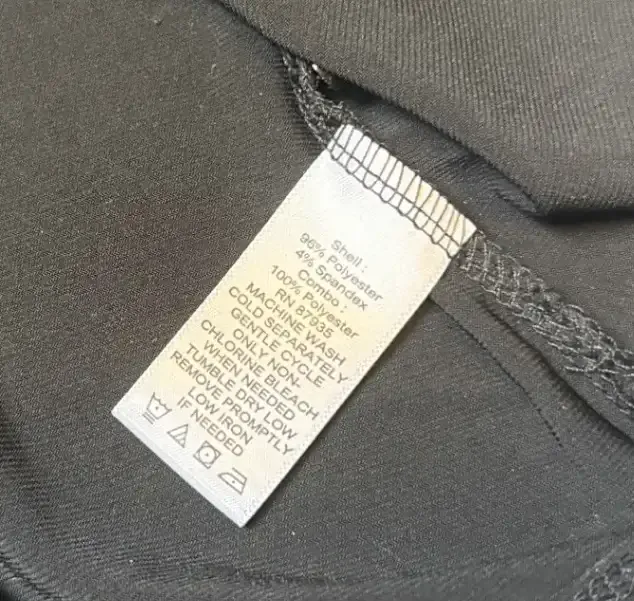 Shell :
96% Polyester
4% Spandex
Combo :
100% Polyester
RN 87935
MACHINE WASH
COLD SEPARATELY
GENTLE CYCLE
ONLY NON-
CHLORINE BLEACH
WHEN NEEDED
TUMBLE DRY LOW
REMOVE PROMPTLY
LOW IRON
IF NEEDED